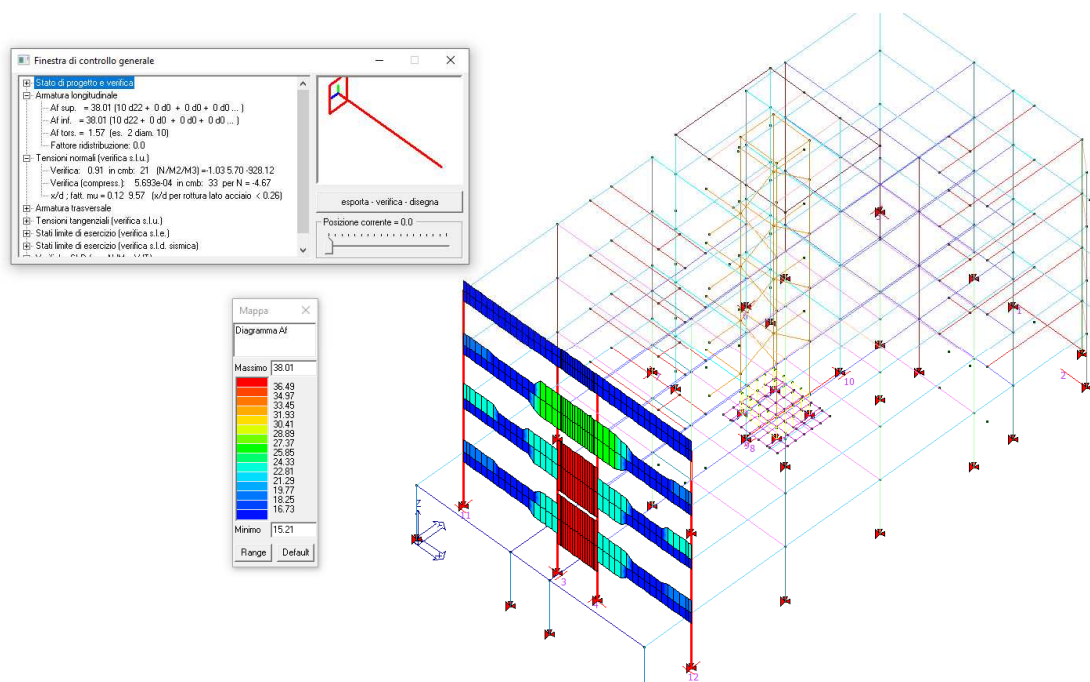 Finestra di controllo generale
Stato di progetto e verifica
Armatura longitudinale
Af sup. = 38.01 (10 d22 + 0 d0 + 0 d0 + 0 d0 ... )
Af inf. = 38.01 (10 d22 + 0 d0 + 0 d0 + 0 d0 ... )
Af tors. = 1.57 (es. 2 diam. 10)
Fattore ridistribuzione: 0.0
Tensioni normali (verifica s.l.u.)
Verifica: 0.91 in cmb: 21 (N/M2/M3) =-1.03 5.70 -928.12
Verifica (compress.): 5.693e-04 in cmb: 33 per N = -4.67
x/d ; fatt. mu = 0.12 9.57 (x/d per rottura lato acciaio < 0.26)
Armatura trasversale
Tensioni tangenziali (verifica s.l.u.)
Stati limite di esercizio (verifica s.l.e.)
Stati limite di esercizio (verifica s.l.d. sismica)
esporta - verifica - disegna
Posizione corrente = 0.0
Mappa
Diagramma Af
Massimo 38.01
36.49
34.97
33.45
31.93
30.41
28.89
27.37
25.85
24.33
22.81
21.29
19.77
18.25
16.73
Minimo 15.21
Range Default
Z
1
2
10
9
8
11
3
4
12